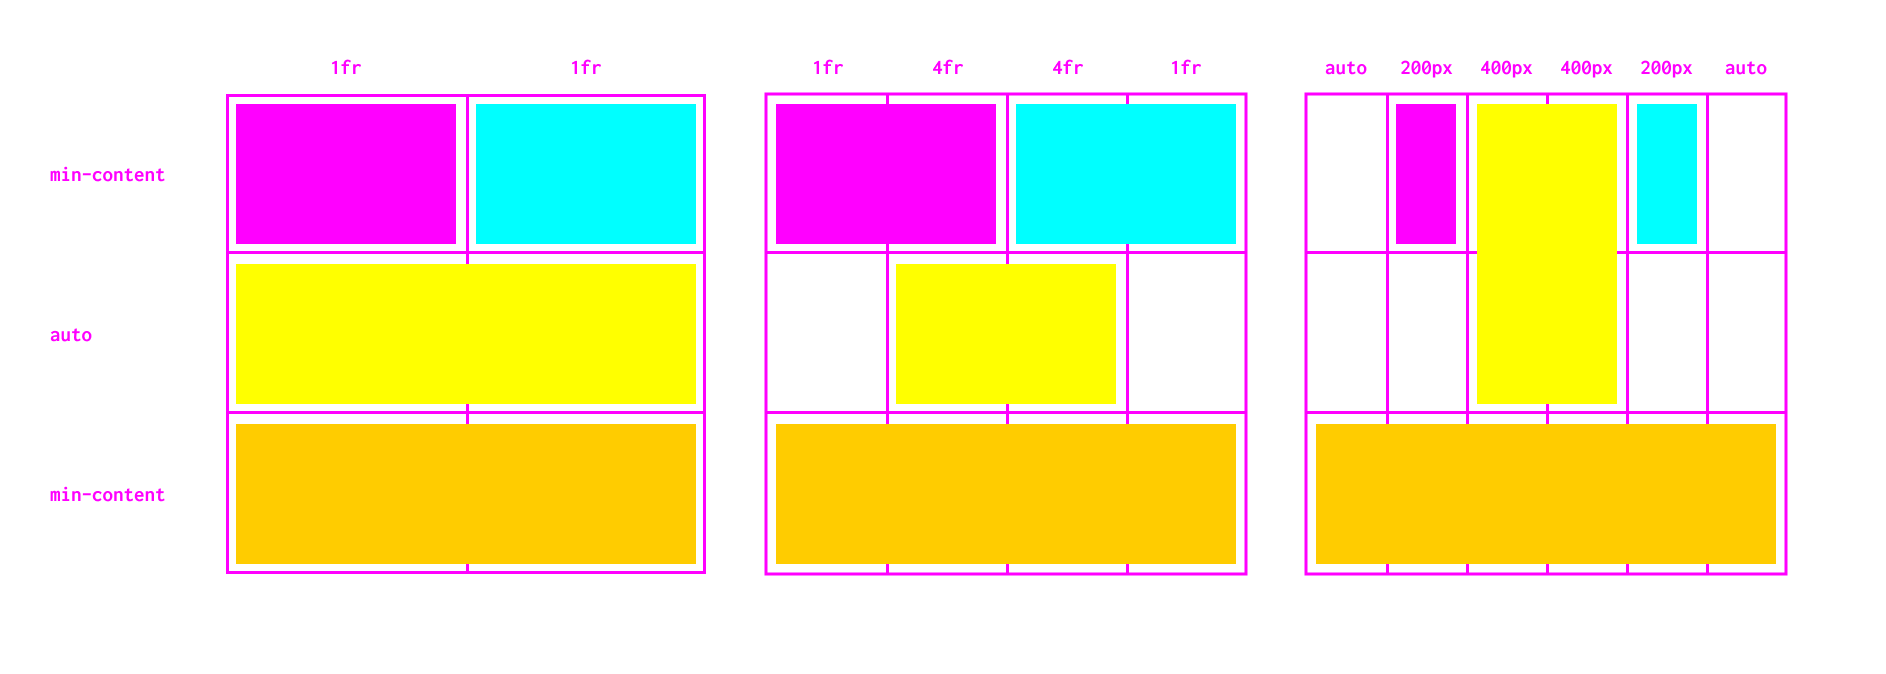 1fr 1fr 1fr 4fr 4fr 1fr auto 200px 400px 400px 200px auto
min-content
auto
min-content